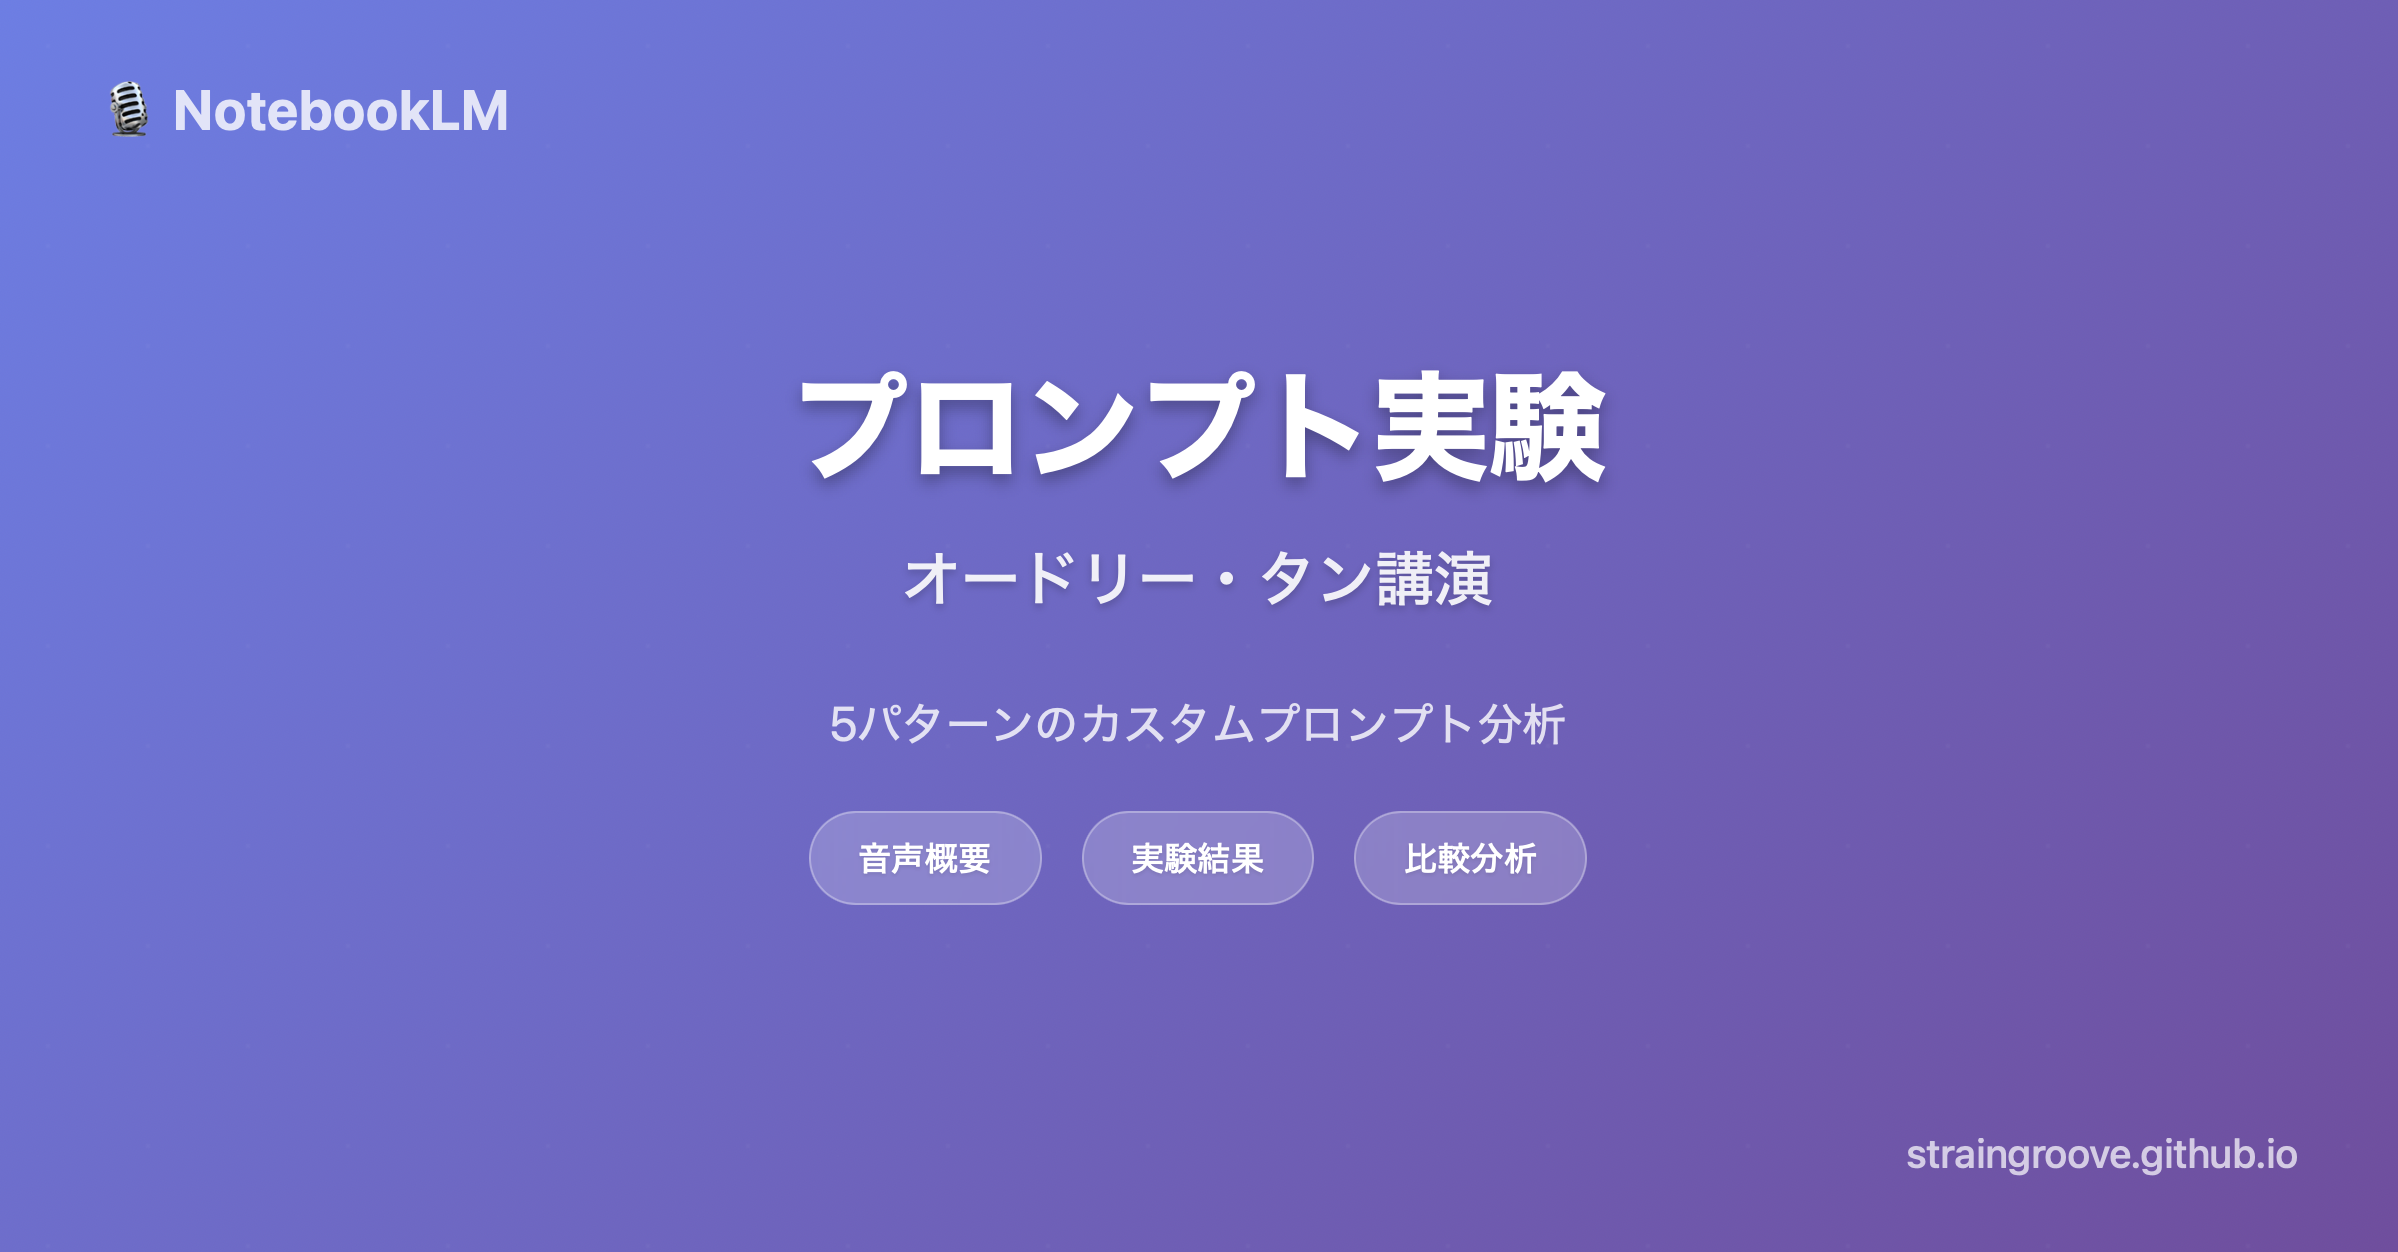 NotebookLM
プロンプト実験
オードリー・タン講演
5パターンのカスタムプロンプト分析
音声概要
実験結果
比較分析
straingroove.github.io